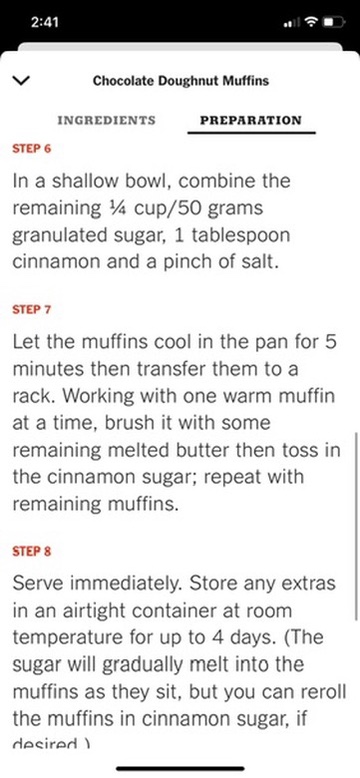 2:41
Chocolate Doughnut Muffins
INGREDIENTS PREPARATION
STEP 6
In a shallow bowl, combine the
remaining ¼ cup/50 grams
granulated sugar, 1 tablespoon
cinnamon and a pinch of salt.
STEP 7
Let the muffins cool in the pan for 5
minutes then transfer them to a
rack. Working with one warm muffin
at a time, brush it with some
remaining melted butter then toss in
the cinnamon sugar; repeat with
remaining muffins.
STEP 8
Serve immediately. Store any extras
in an airtight container at room
temperature for up to 4 days. (The
sugar will gradually melt into the
muffins as they sit, but you can reroll
the muffins in cinnamon sugar, if
desired.)